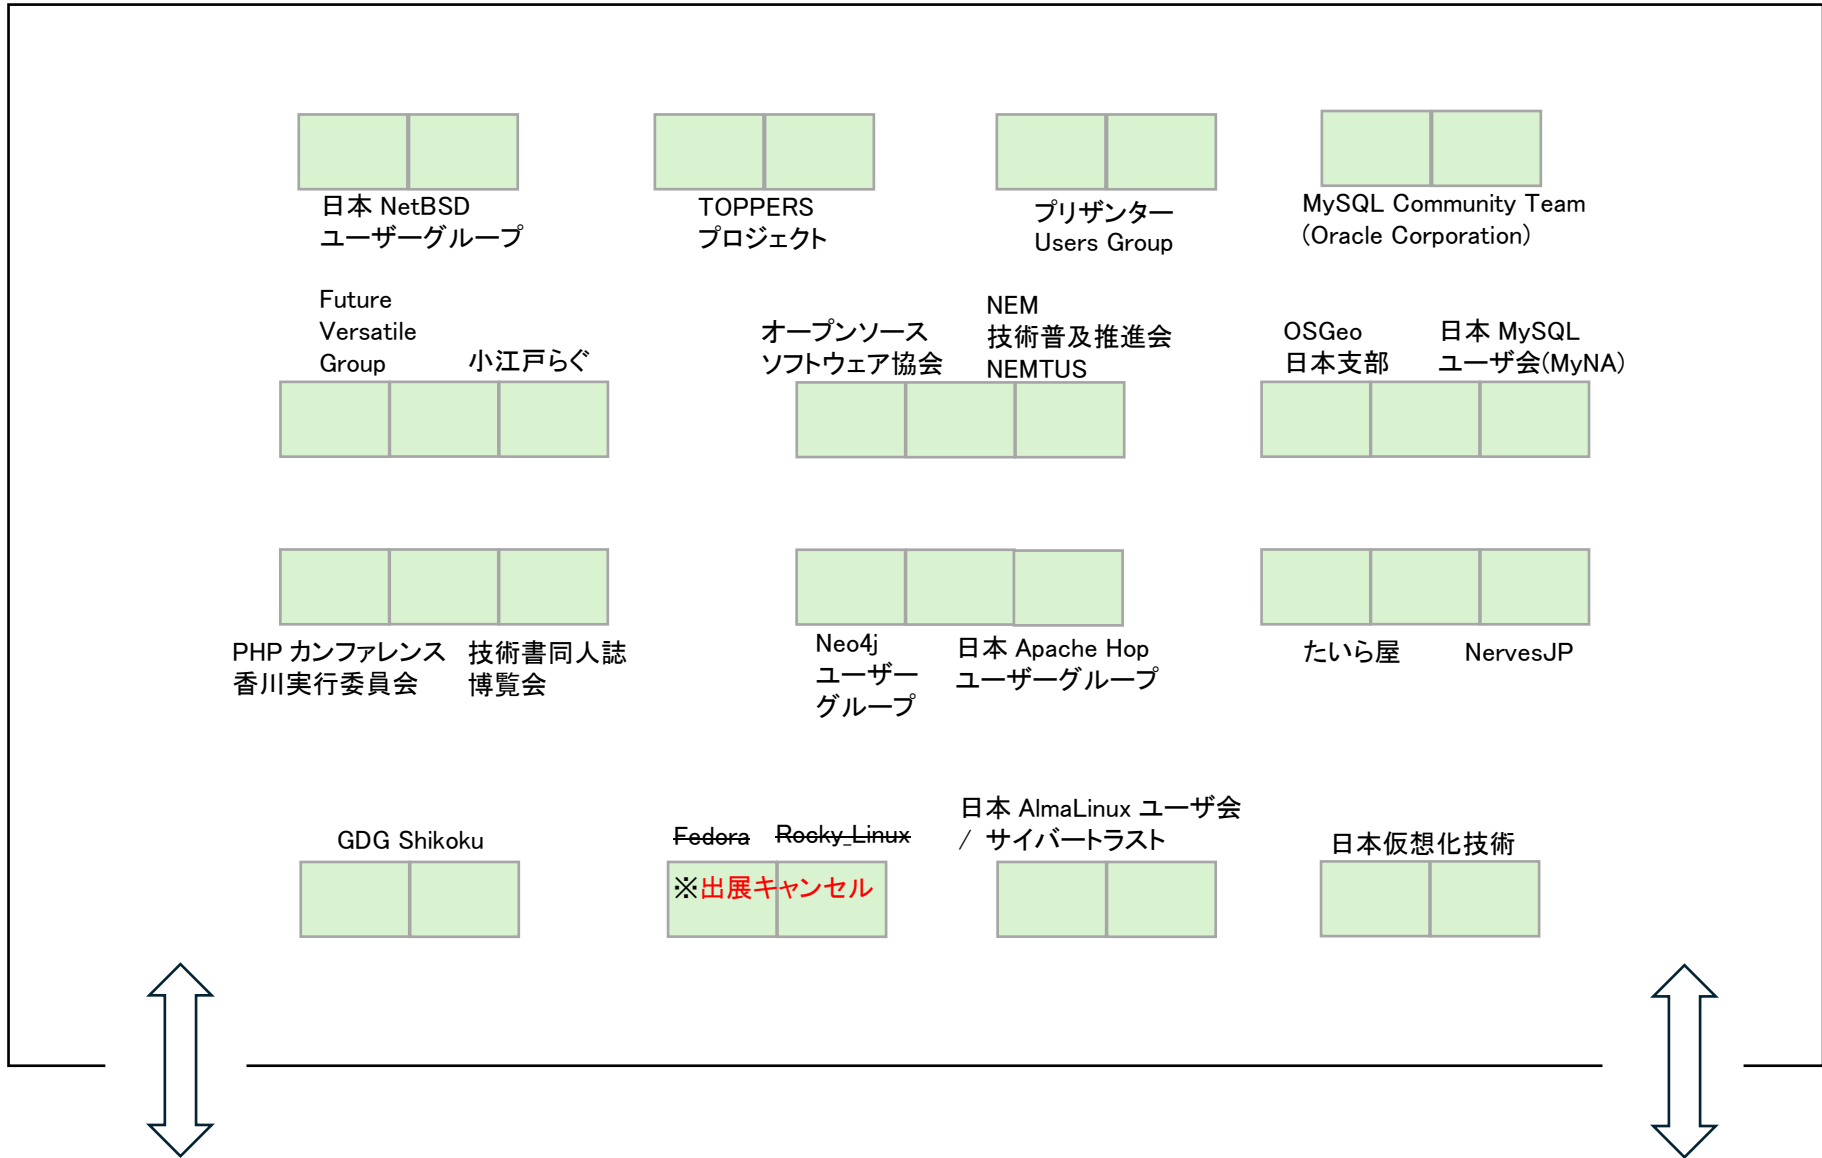 日本 NetBSD
ユーザーグループ
TOPPERS
プロジェクト
プリザンター
Users Group
MySQL Community Team
(Oracle Corporation)
Future
Versatile
Group
小江戸らぐ
オープンソース
ソフトウェア協会
NEM
技術普及推進会
NEMTUS
OSGeo
日本支部
日本 MySQL
ユーザ会(MyNA)
PHP カンファレンス
香川実行委員会
技術書同人誌
博覧会
Neo4j
ユーザー
グループ
日本 Apache Hop
ユーザーグループ
たいら屋
NervesJP
GDG Shikoku
Fedora
Rocky Linux
※出展キャンセル
日本 AlmaLinux ユーザ会
/ サイバートラスト
日本仮想化技術